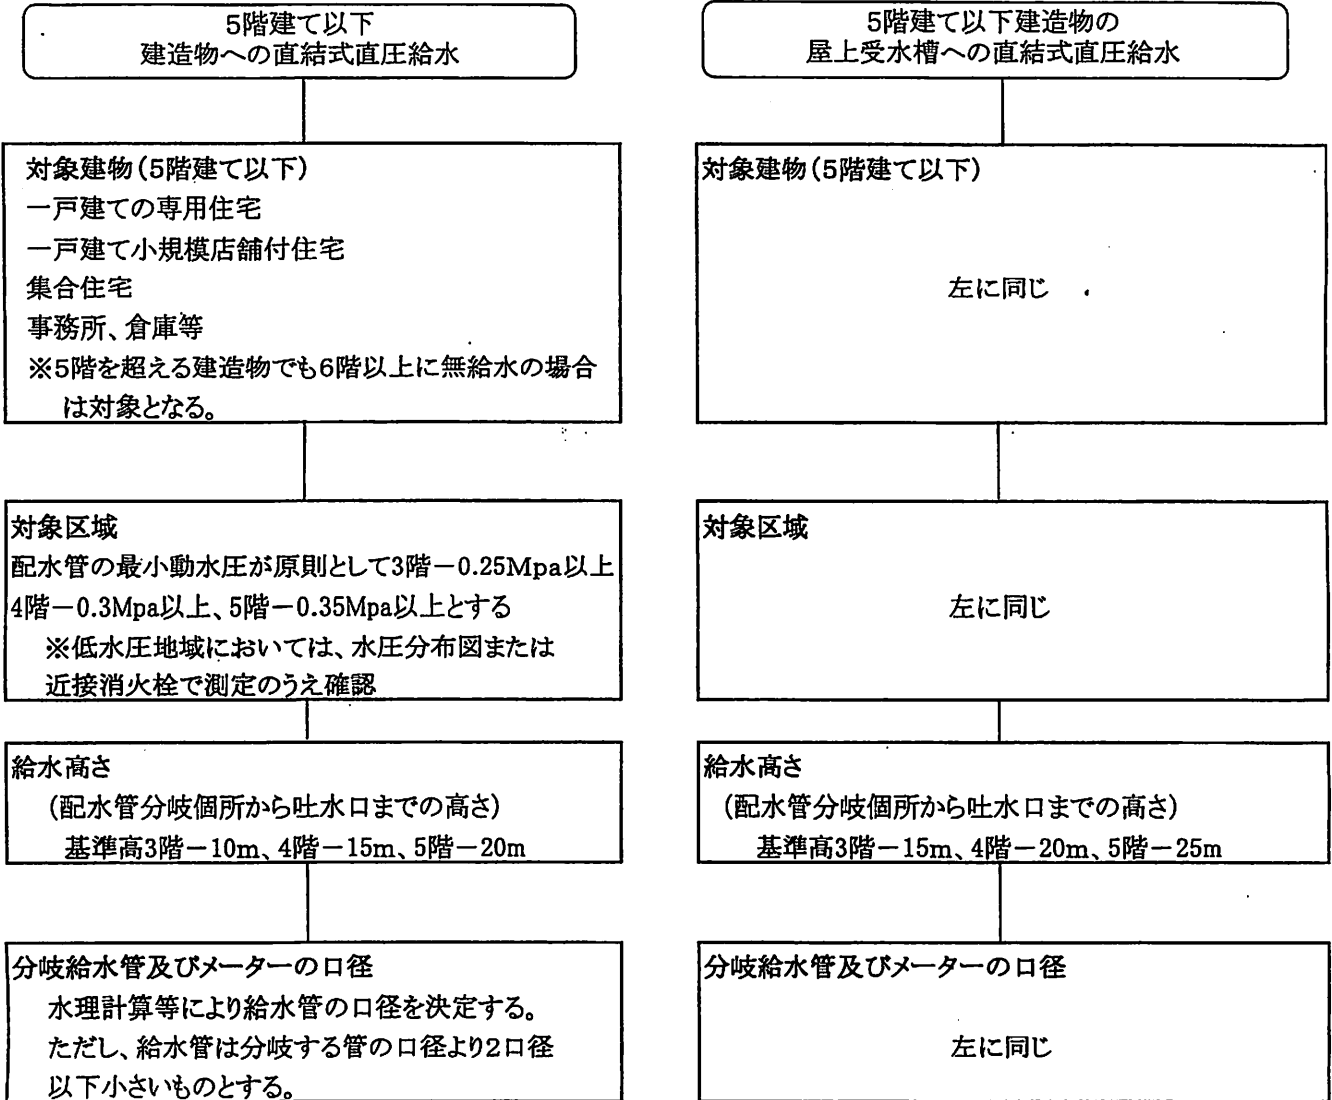 5階建て以下
建造物への直結式直圧給水
対象建物(5階建て以下)
一戸建ての専用住宅
一戸建て小規模店舗付住宅
集合住宅
事務所、倉庫等
※5階を超える建造物でも6階以上に無給水の場合
は対象となる。
対象区域
配水管の最小動水圧が原則として3階－0.25Mpa以上
4階－0.3Mpa以上、5階－0.35Mpa以上とする
※低水圧地域においては、水圧分布図または
近接消火栓で測定のうえ確認
給水高さ
(配水管分岐個所から吐水口までの高さ)
基準高3階－10m、4階－15m、5階－20m
分岐給水管及びメーターの口径
水理計算等により給水管の口径を決定する。
ただし、給水管は分岐する管の口径より2口径
以下小さいものとする。
5階建て以下建造物の
屋上受水槽への直結式直圧給水
対象建物(5階建て以下)
左に同じ
対象区域
左に同じ
給水高さ
(配水管分岐個所から吐水口までの高さ)
基準高3階－15m、4階－20m、5階－25m
分岐給水管及びメーターの口径
左に同じ